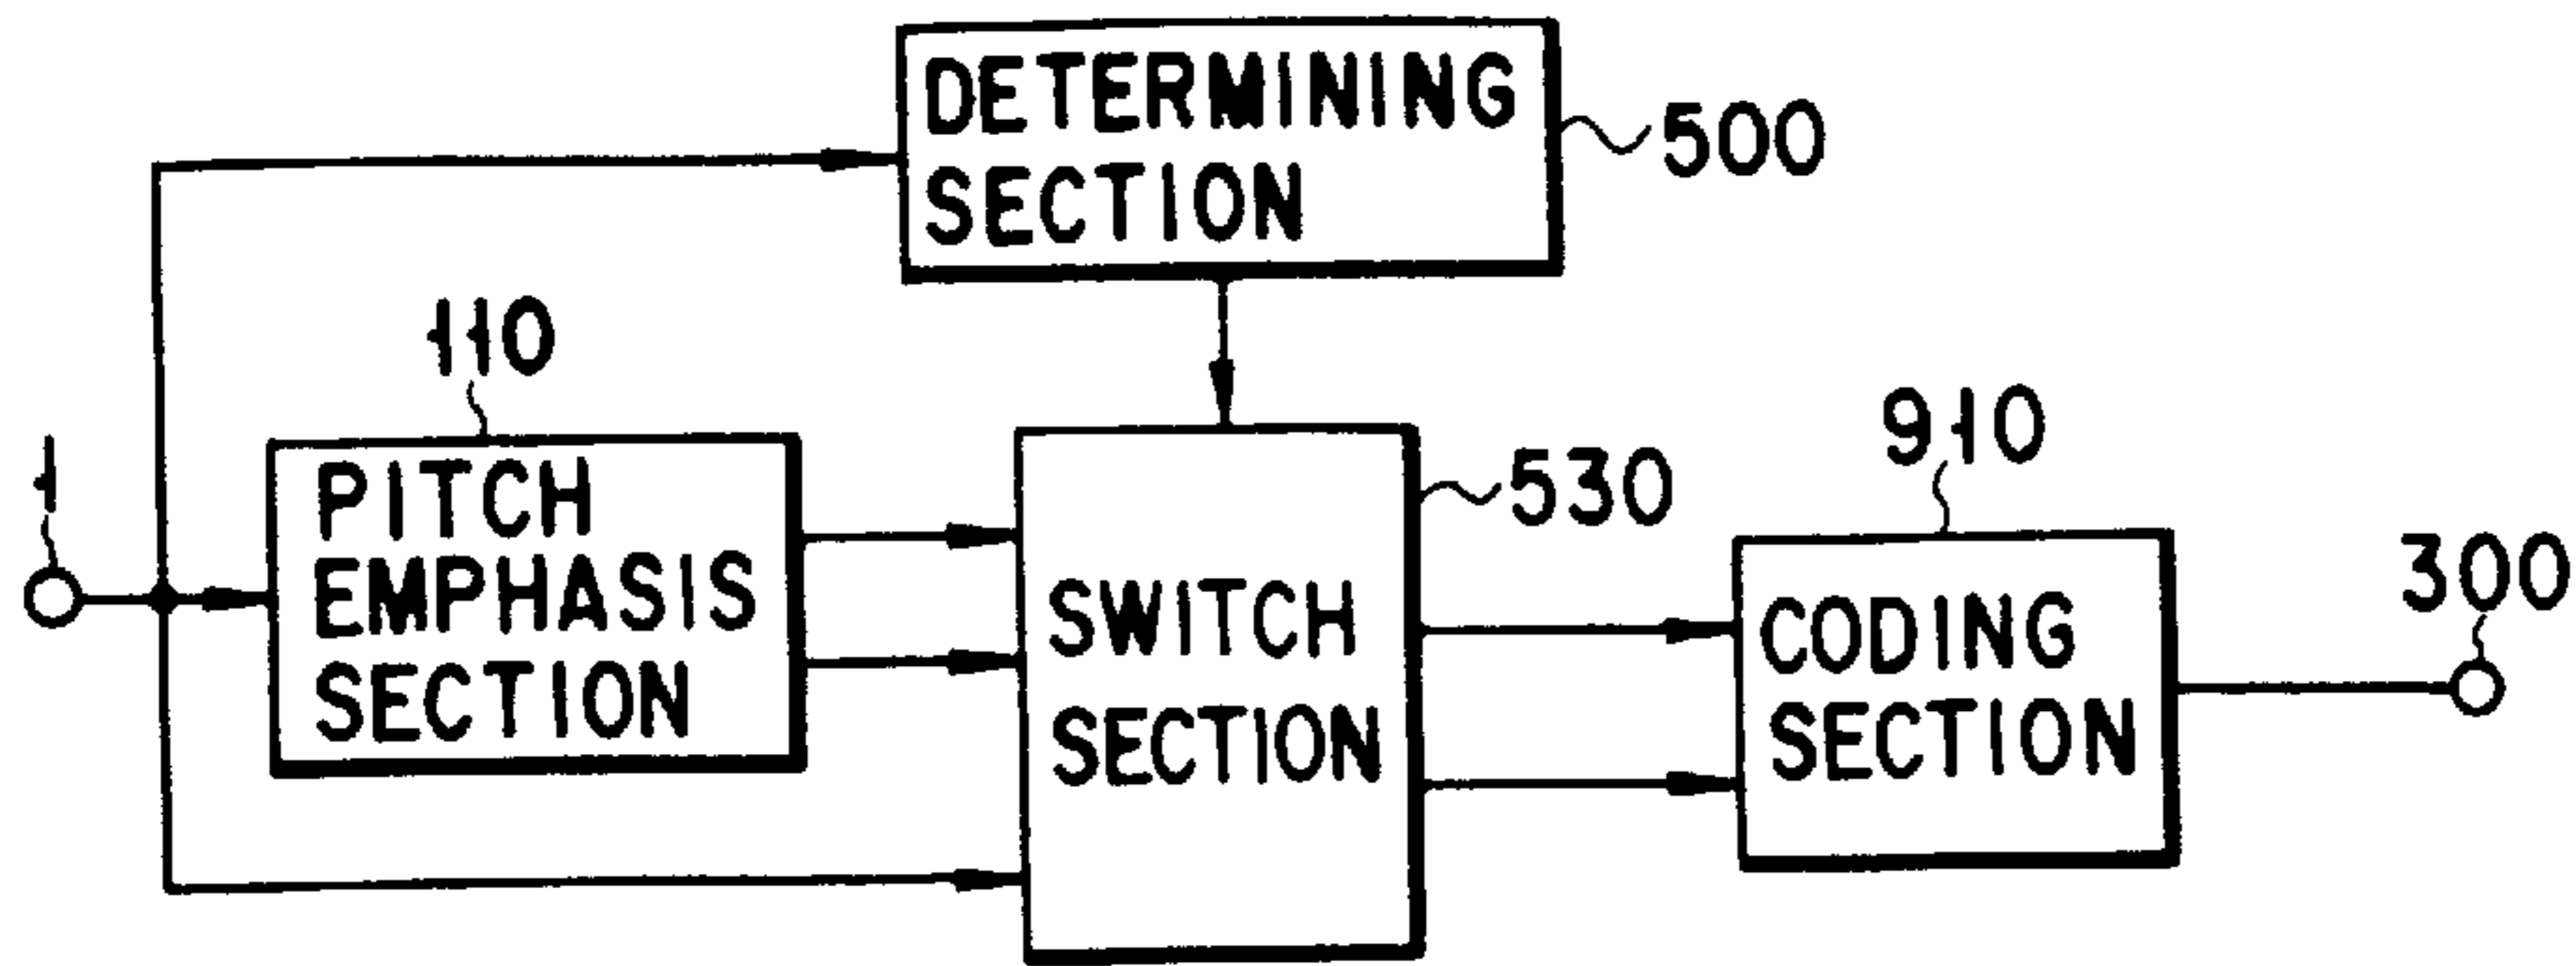 DETERMINING
SECTION
500
110
1
PITCH
EMPHASIS
SECTION
530
SWITCH
SECTION
910
CODING
SECTION
300